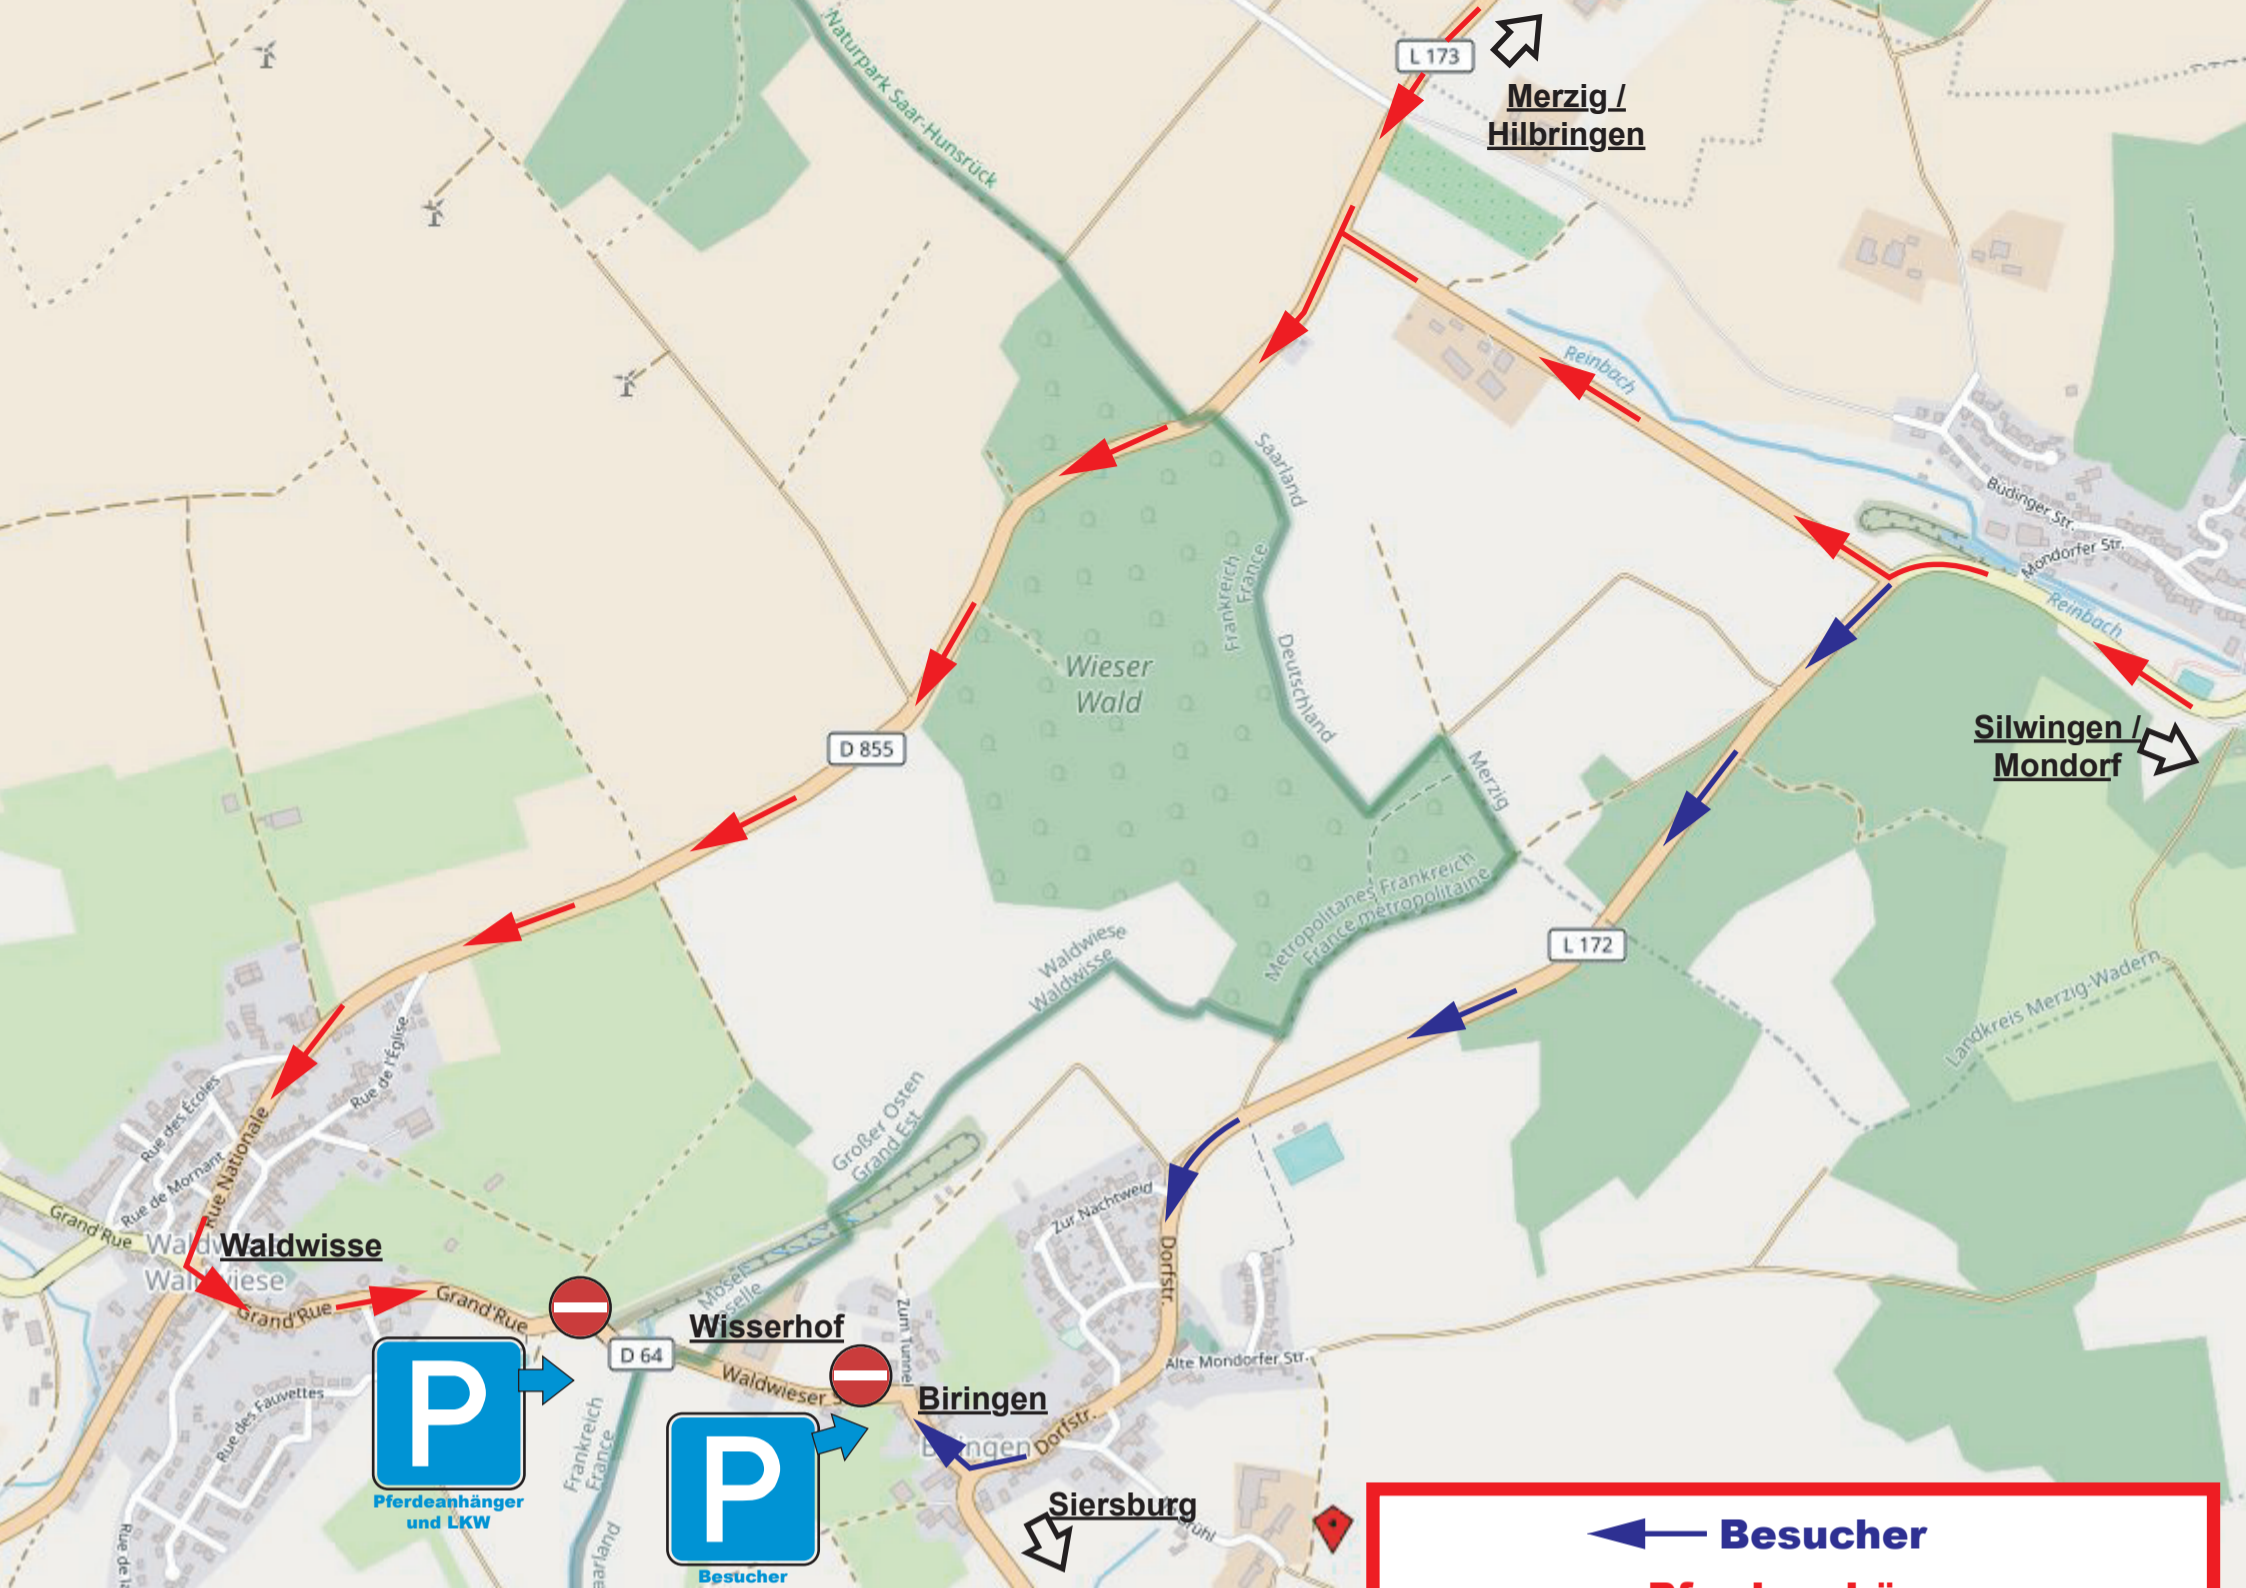 Naturpark Saar-Hunsrück
L 173
Merzig /
Hilbringen
Reinbach
Büdinger Str.
Mondorfer Str.
Reinbach
Saarland
Frankreich
France
Deutschland
Wieser
Wald
Merzig
D 855
Silwingen /
Mondorf
Metropolitanes Frankreich
France métropolitaine
L 172
Waldwiese
Waldwisse
Landkreis Merzig-Wadern
Großer Osten
Grand Est
Rue de l'Église
Rue des Écoles
Rue de Mornant
Rue Nationale
Grand'Rue
Waldwisse
Waldwiese
Grand'Rue
Grand'Rue
Zur Nachtweid
Dorfstr.
Mosel
Wisserhof
D 64
Zum Tunnel
Alte Mondorfer Str.
Waldwieser S
Biringen
Biringen
Dorfstr.
Rue des Fauvettes
Frankreich
France
P
Pferdeanhänger
und LKW
P
Besucher
Siersburg
Besucher